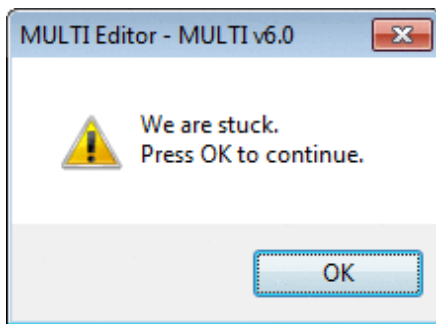 MULTI Editor - MULTI v6.0
We are stuck.
Press OK to continue.
OK